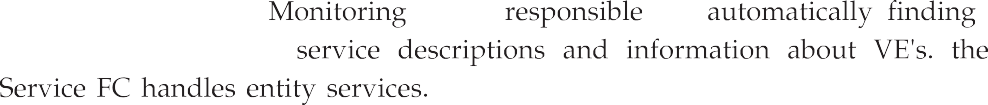 Monitoring responsible automatically finding
service descriptions and information about VE's. the
Service FC handles entity services.